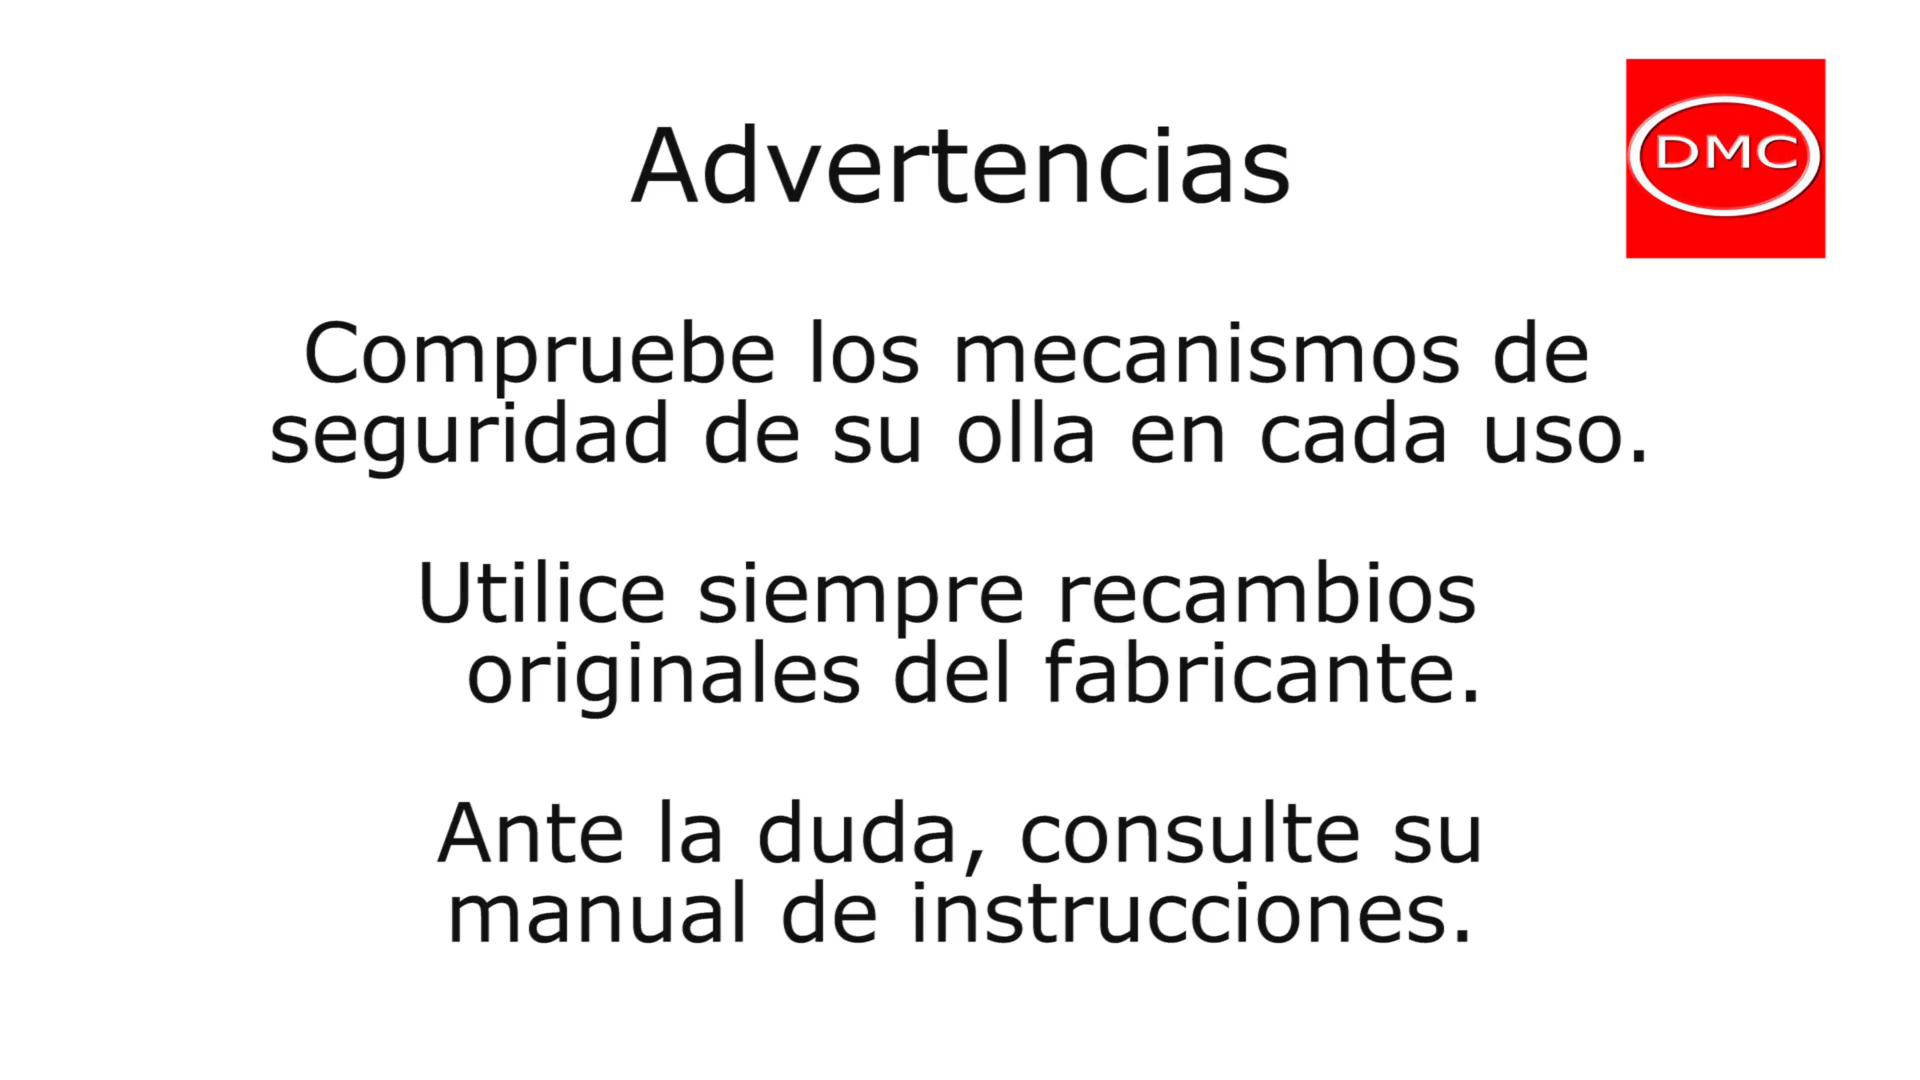 Advertencias
DMC
Compruebe los mecanismos de
seguridad de su olla en cada uso.
Utilice siempre recambios
originales del fabricante.
Ante la duda, consulte su
manual de instrucciones.